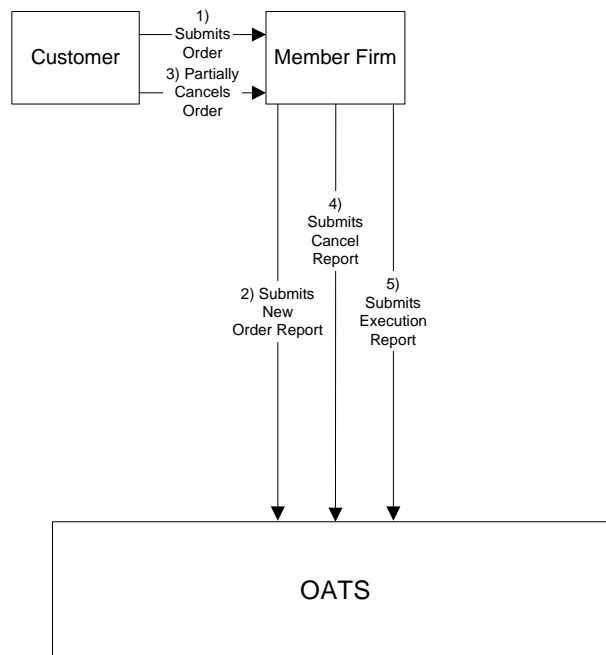 Customer
1)
Submits
Order
3) Partially
Cancels
Order
Member Firm
4)
Submits
Cancel
Report
2) Submits
New
Order Report
5)
Submits
Execution
Report
OATS